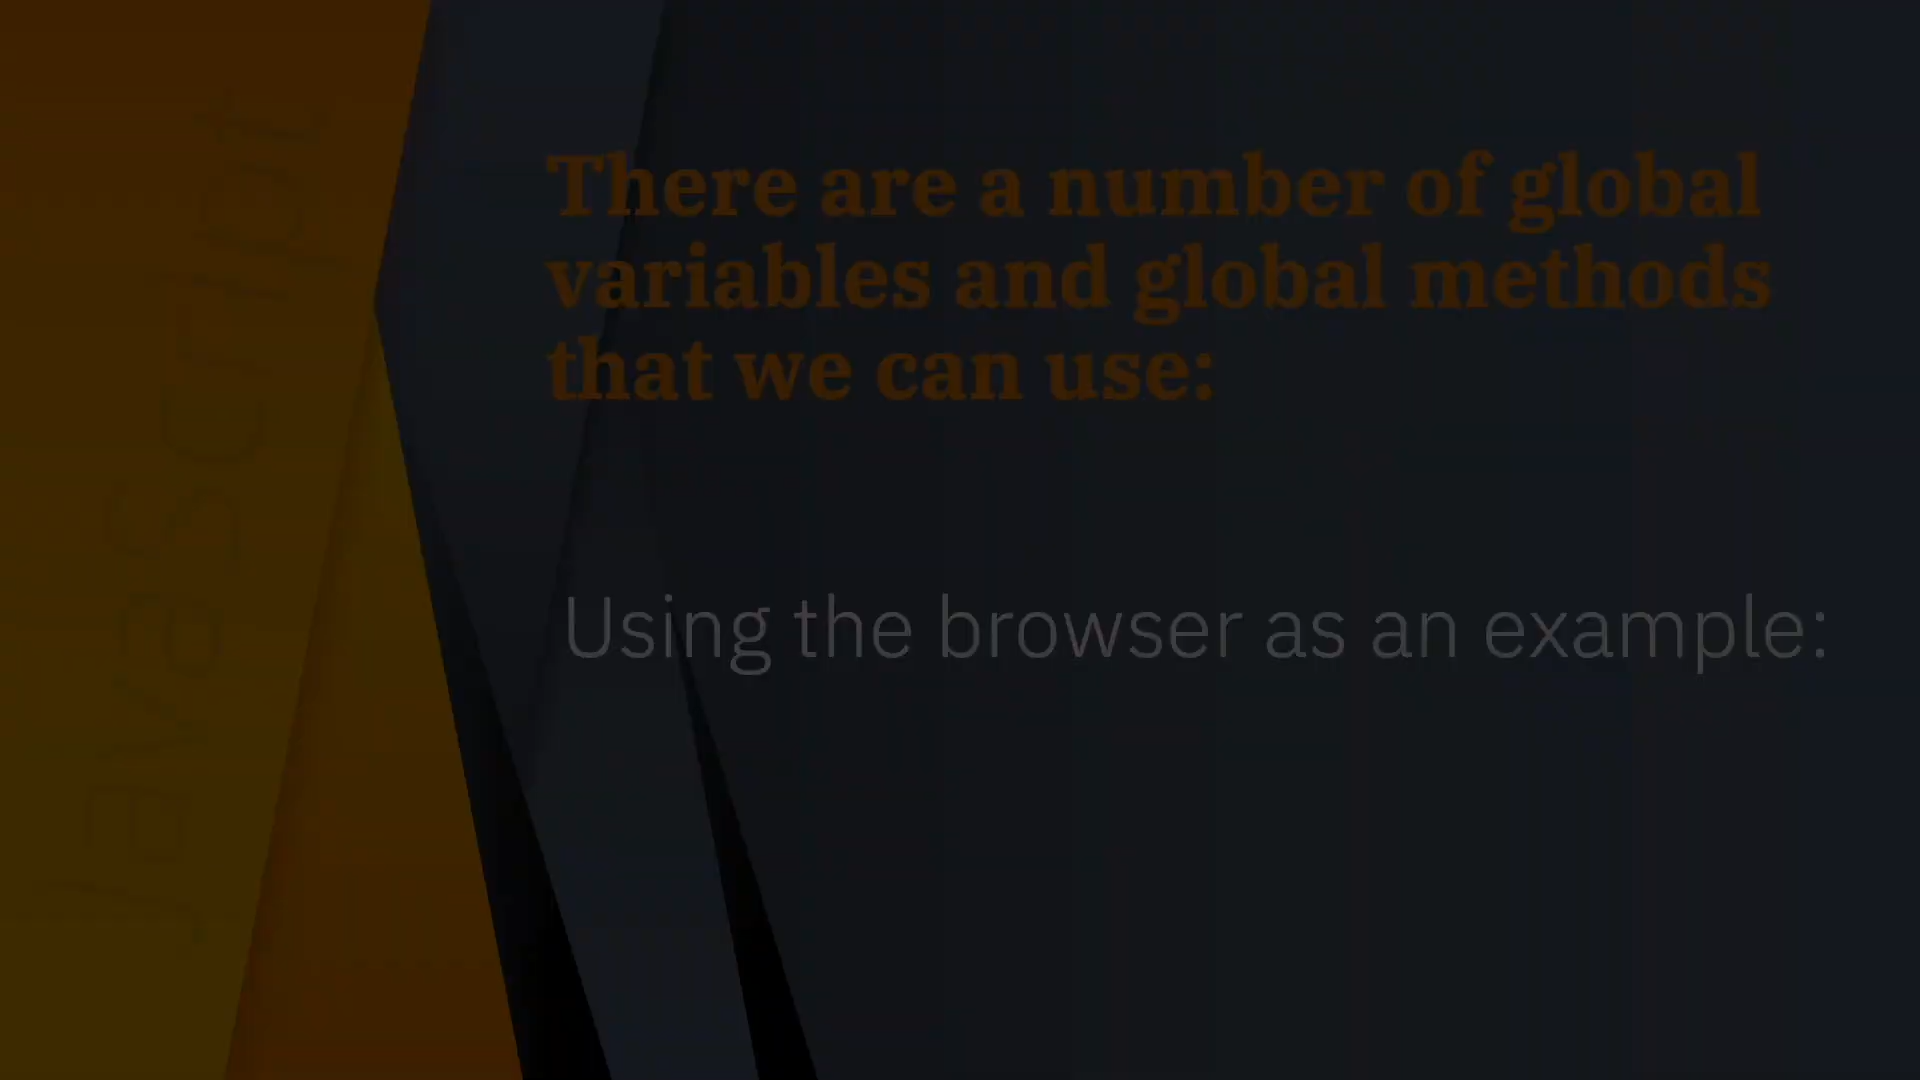 JavaScript
There are a number of global
variables and global methods
that we can use:
Using the browser as an example: